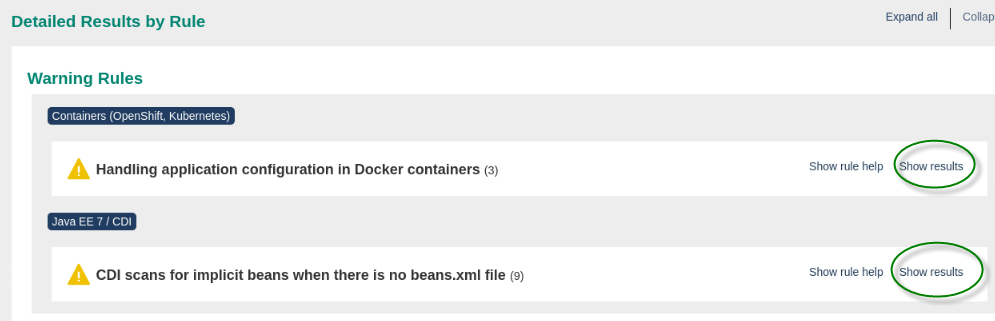 Detailed Results by Rule
Expand all
Collap
Warning Rules
Containers (OpenShift, Kubernetes)
Handling application configuration in Docker containers (3)
Show rule help
Show results
Java EE 7 / CDI
CDI scans for implicit beans when there is no beans.xml file (9)
Show rule help
Show results